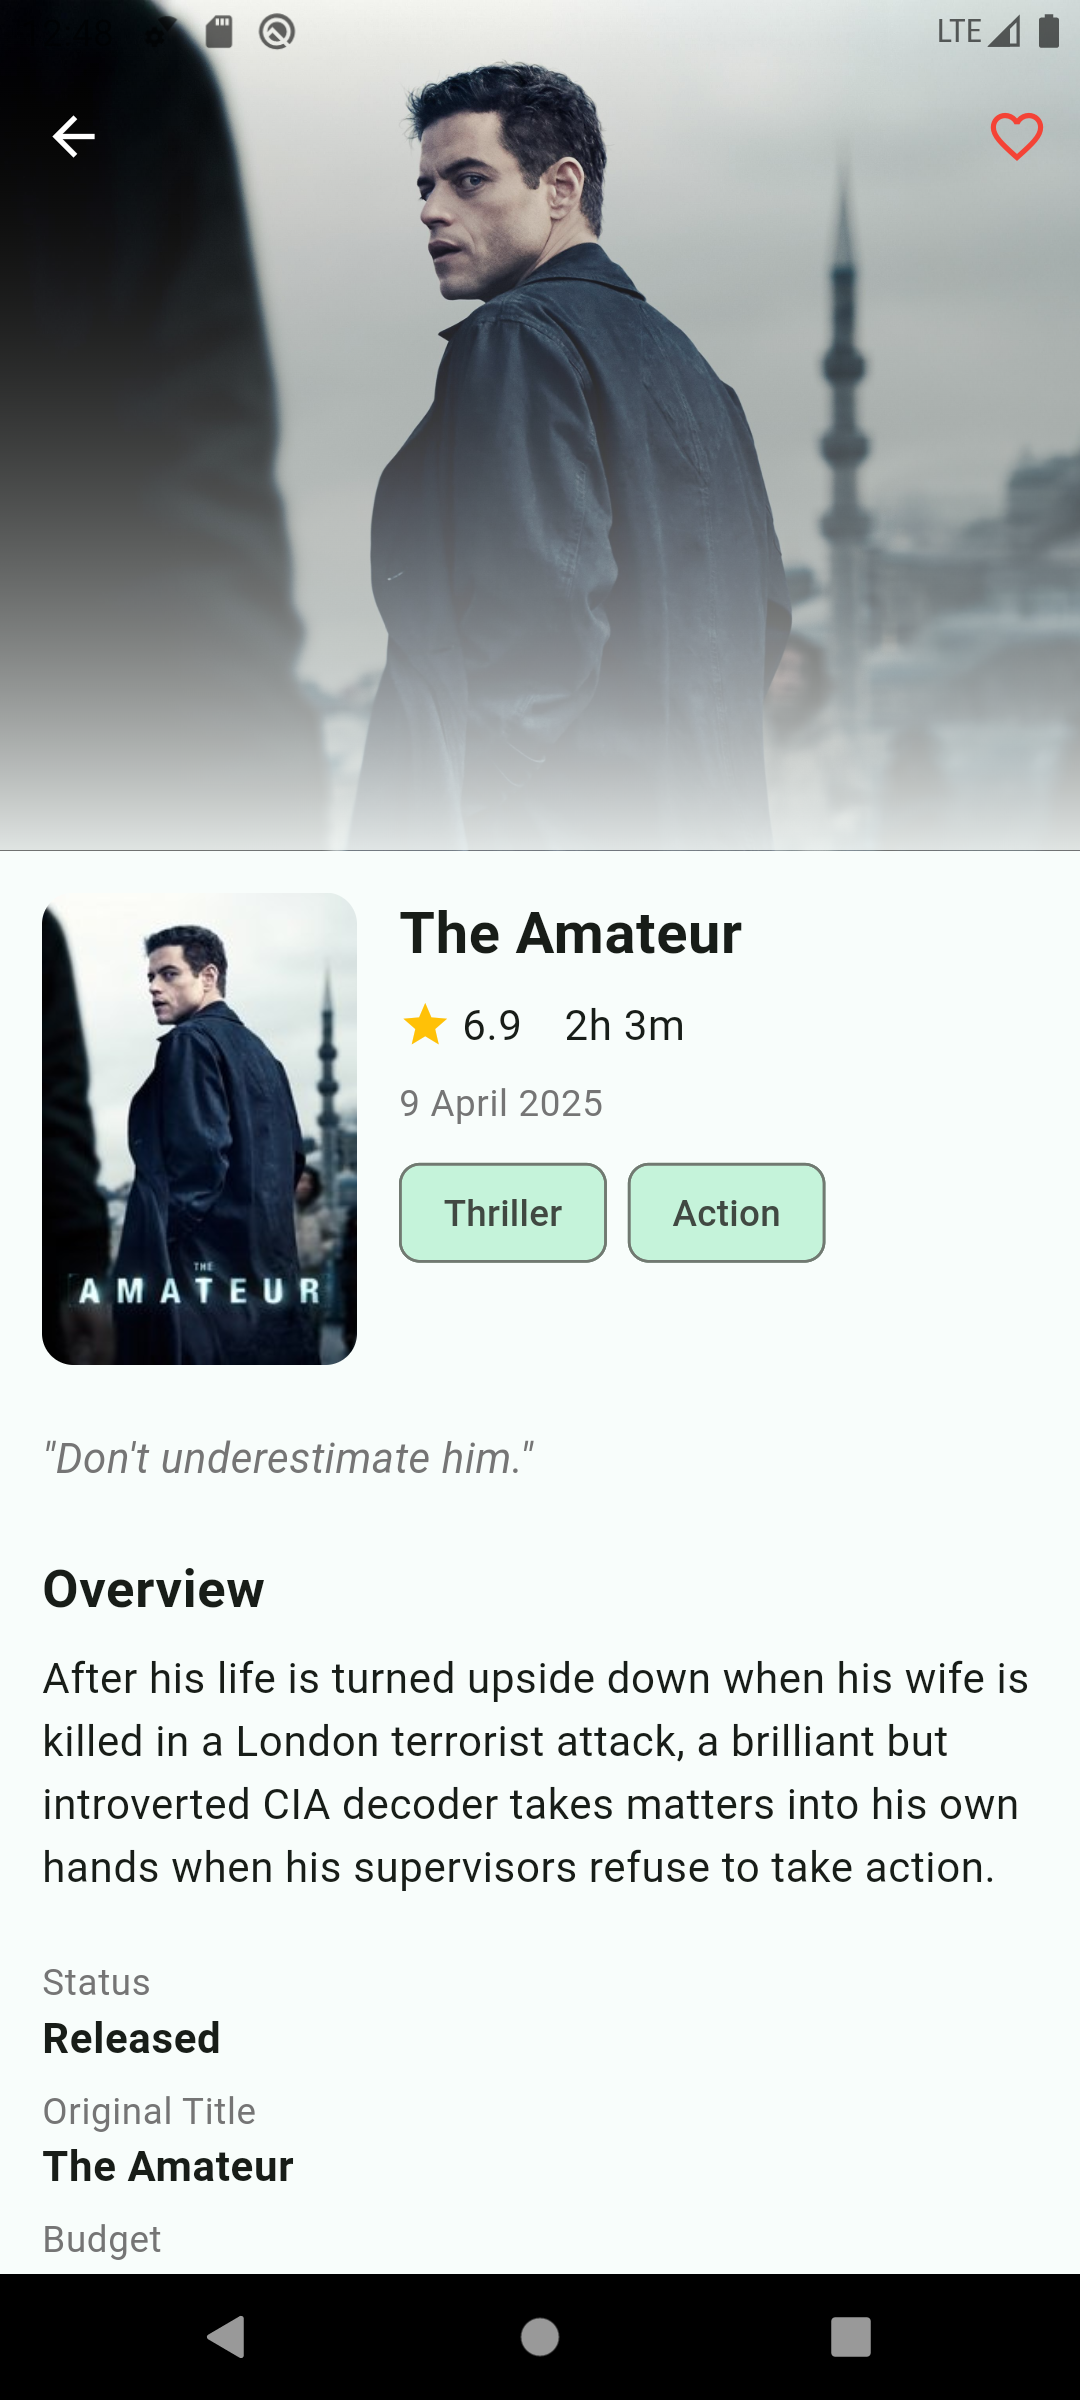 2:48
LTE
The Amateur
6.9 2h 3m
9 April 2025
Thriller Action
THE
AMATEUR
"Don't underestimate him."
Overview
After his life is turned upside down when his wife is
killed in a London terrorist attack, a brilliant but
introverted CIA decoder takes matters into his own
hands when his supervisors refuse to take action.
Status
Released
Original Title
The Amateur
Budget